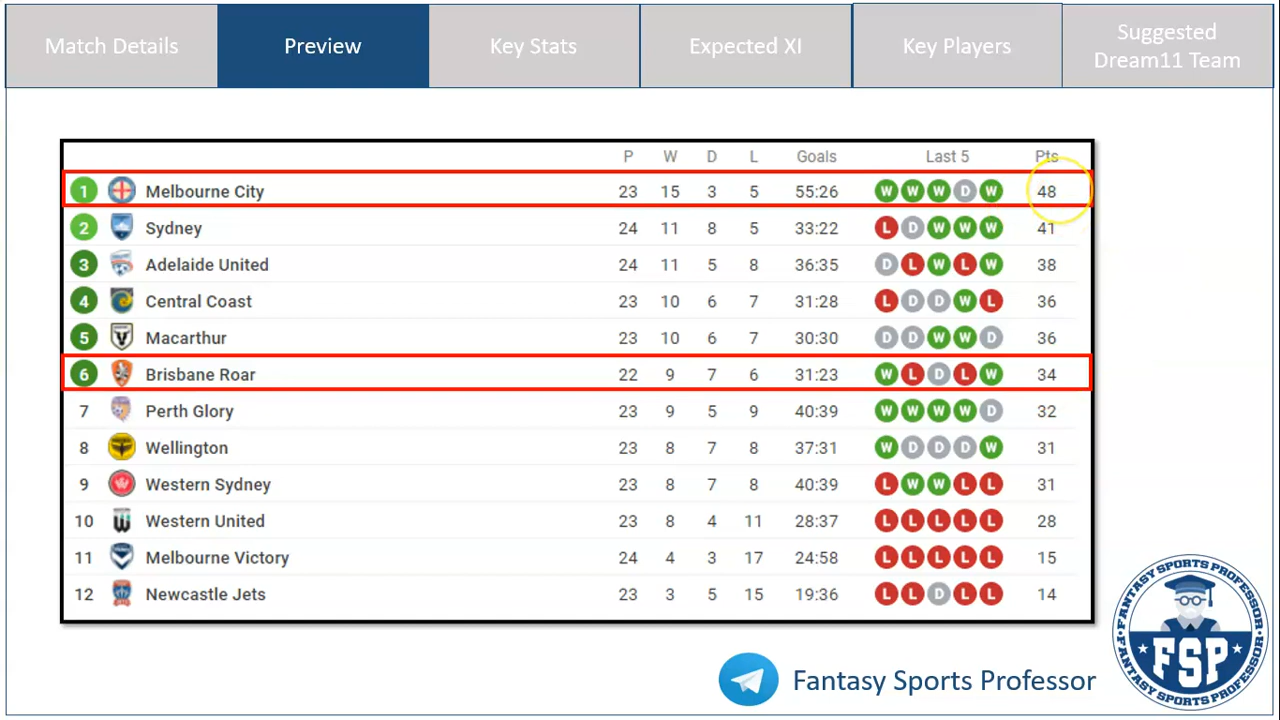 Match Details
Preview
Key Stats
Expected XI
Key Players
Suggested
Dream11 Team
P W D L Goals Last 5 Pts
1 Melbourne City 23 15 3 5 55:26 W W W D W 48
2 Sydney 24 11 8 5 33:22 L D W W W 41
3 Adelaide United 24 11 5 8 36:35 D L W L W 38
4 Central Coast 23 10 6 7 31:28 L D D W L 36
5 Macarthur 23 10 6 7 30:30 D D W W D 36
6 Brisbane Roar 22 9 7 6 31:23 W L D L W 34
7 Perth Glory 23 9 5 9 40:39 W W W W D 32
8 Wellington 23 8 7 8 37:31 W D D D W 31
9 Western Sydney 23 8 7 8 40:39 L W W L L 31
10 Western United 23 8 4 11 28:37 L L L L L 28
11 Melbourne Victory 24 4 3 17 24:58 L L L L L 15
12 Newcastle Jets 23 3 5 15 19:36 L L D L L 14
Fantasy Sports Professor
FANTASY SPORTS PROFESSOR
FSP
FANTASY SPORTS PROFESSOR